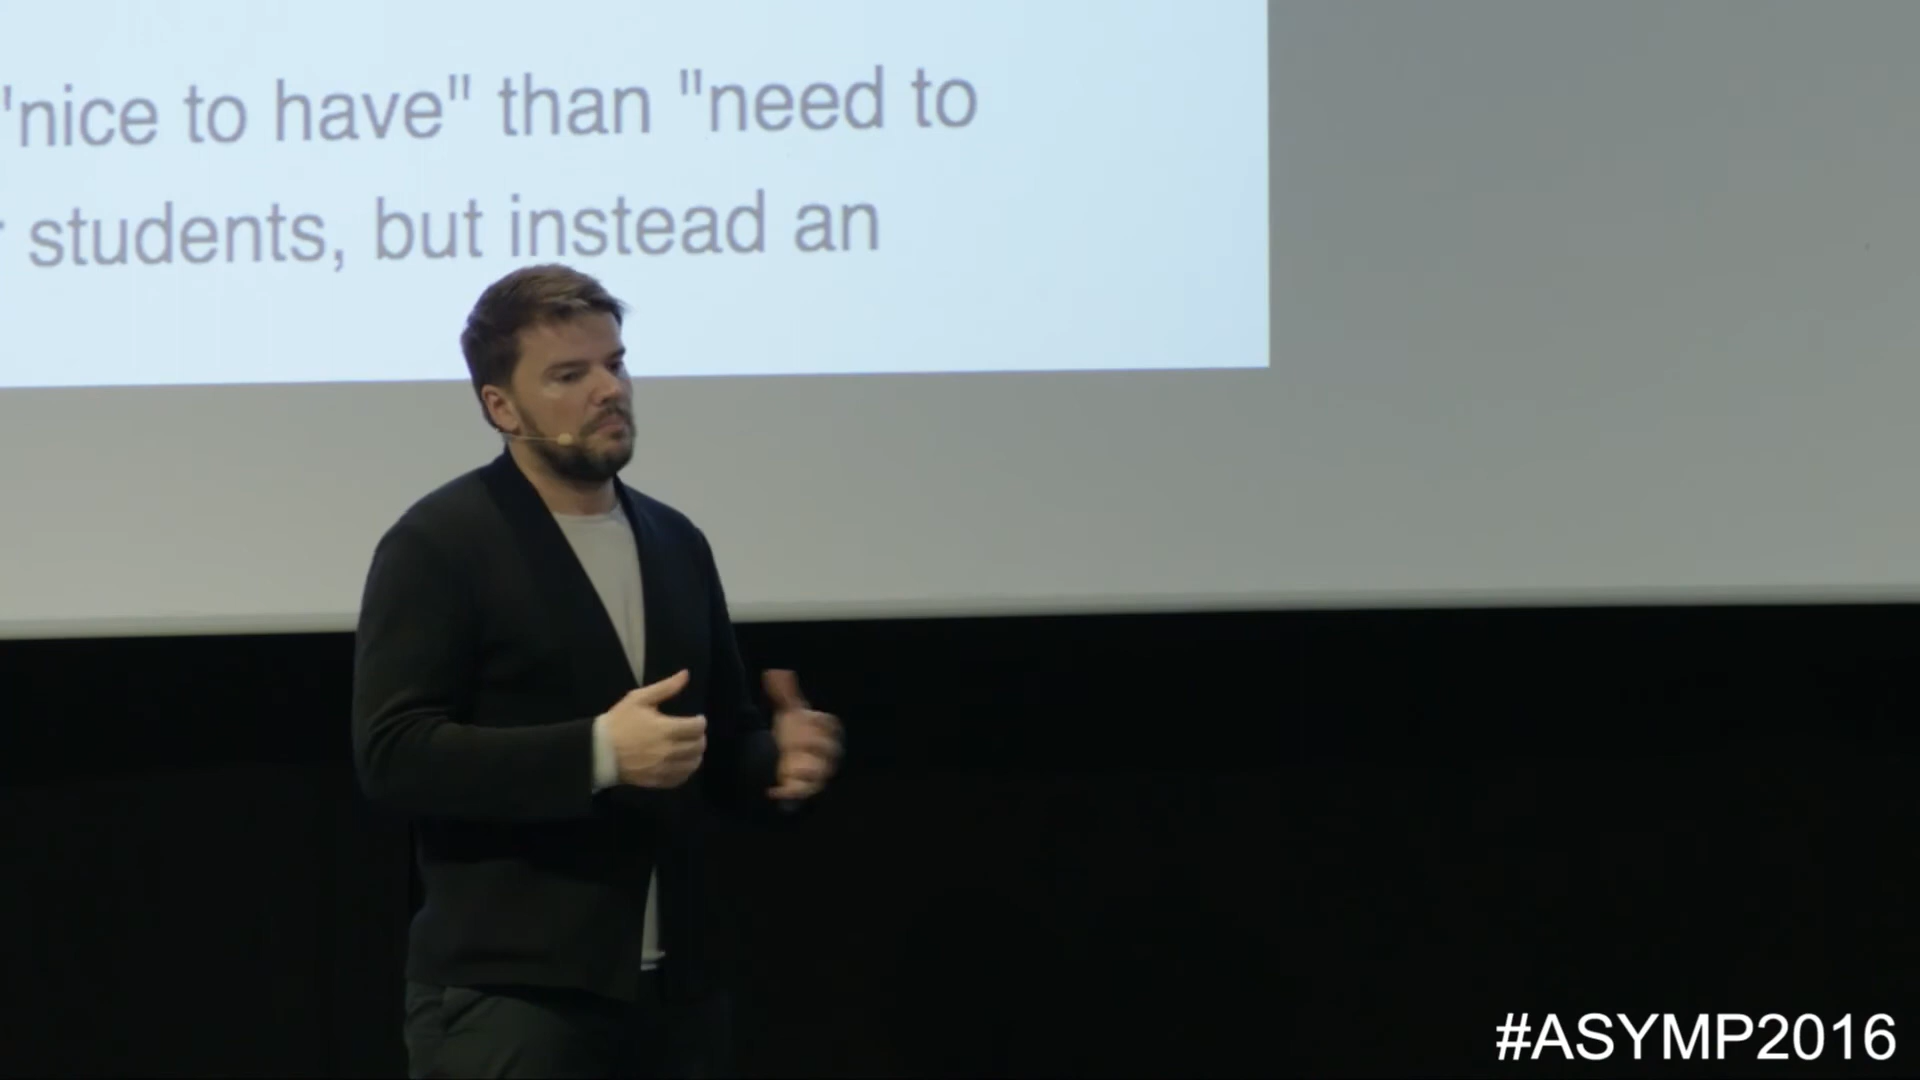 "nice to have" than "need to
students, but instead an
#ASYMP2016